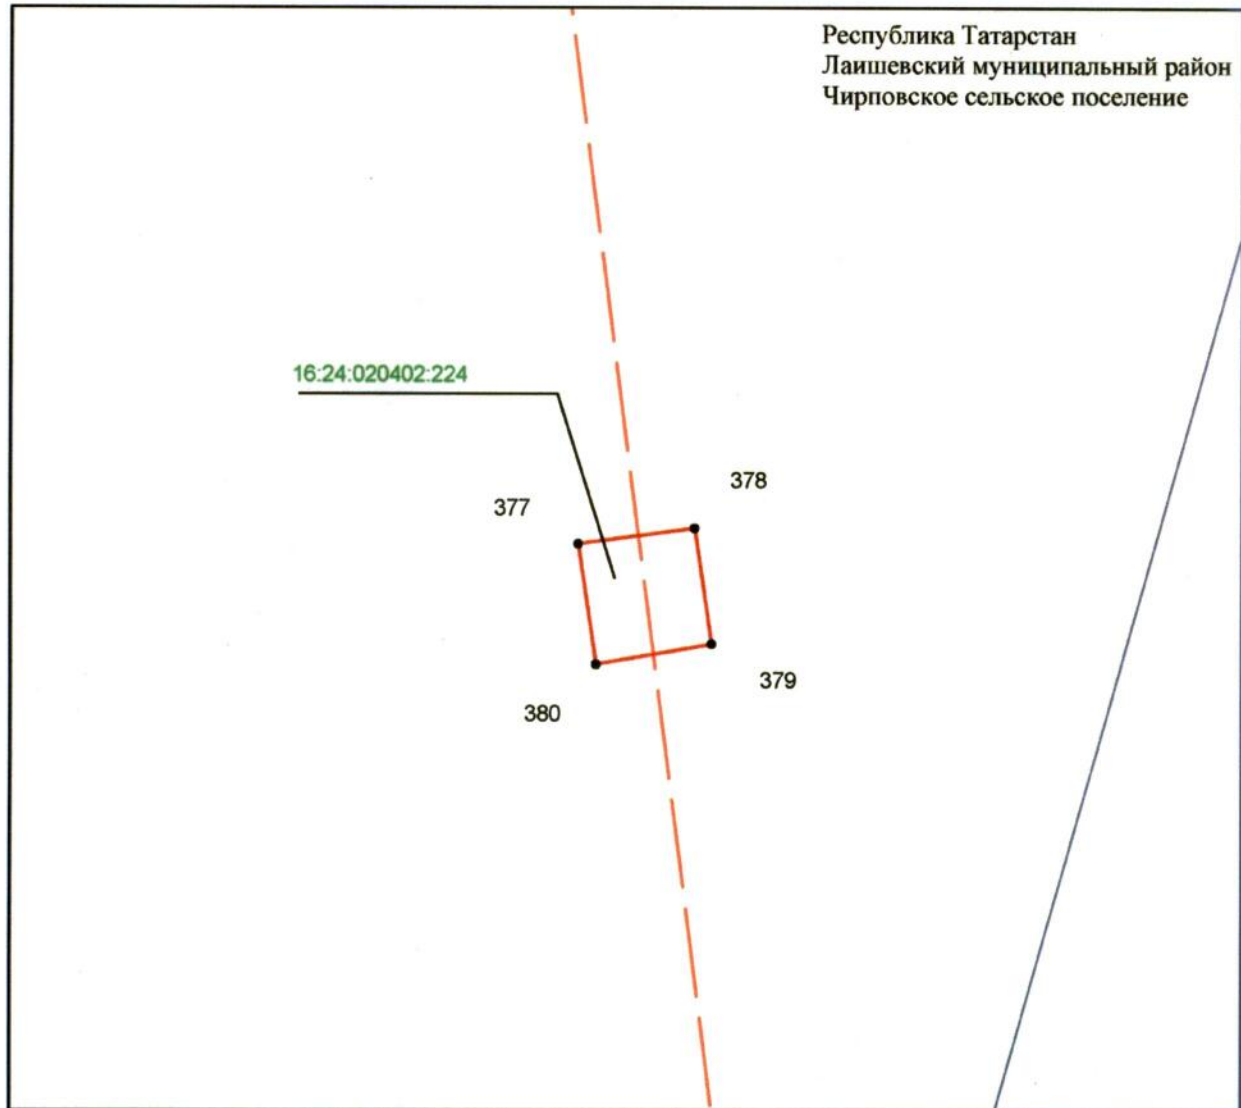 Республика Татарстан
Лаишевский муниципальный район
Чирповское сельское поселение
16:24:020402:224
378
377
379
380